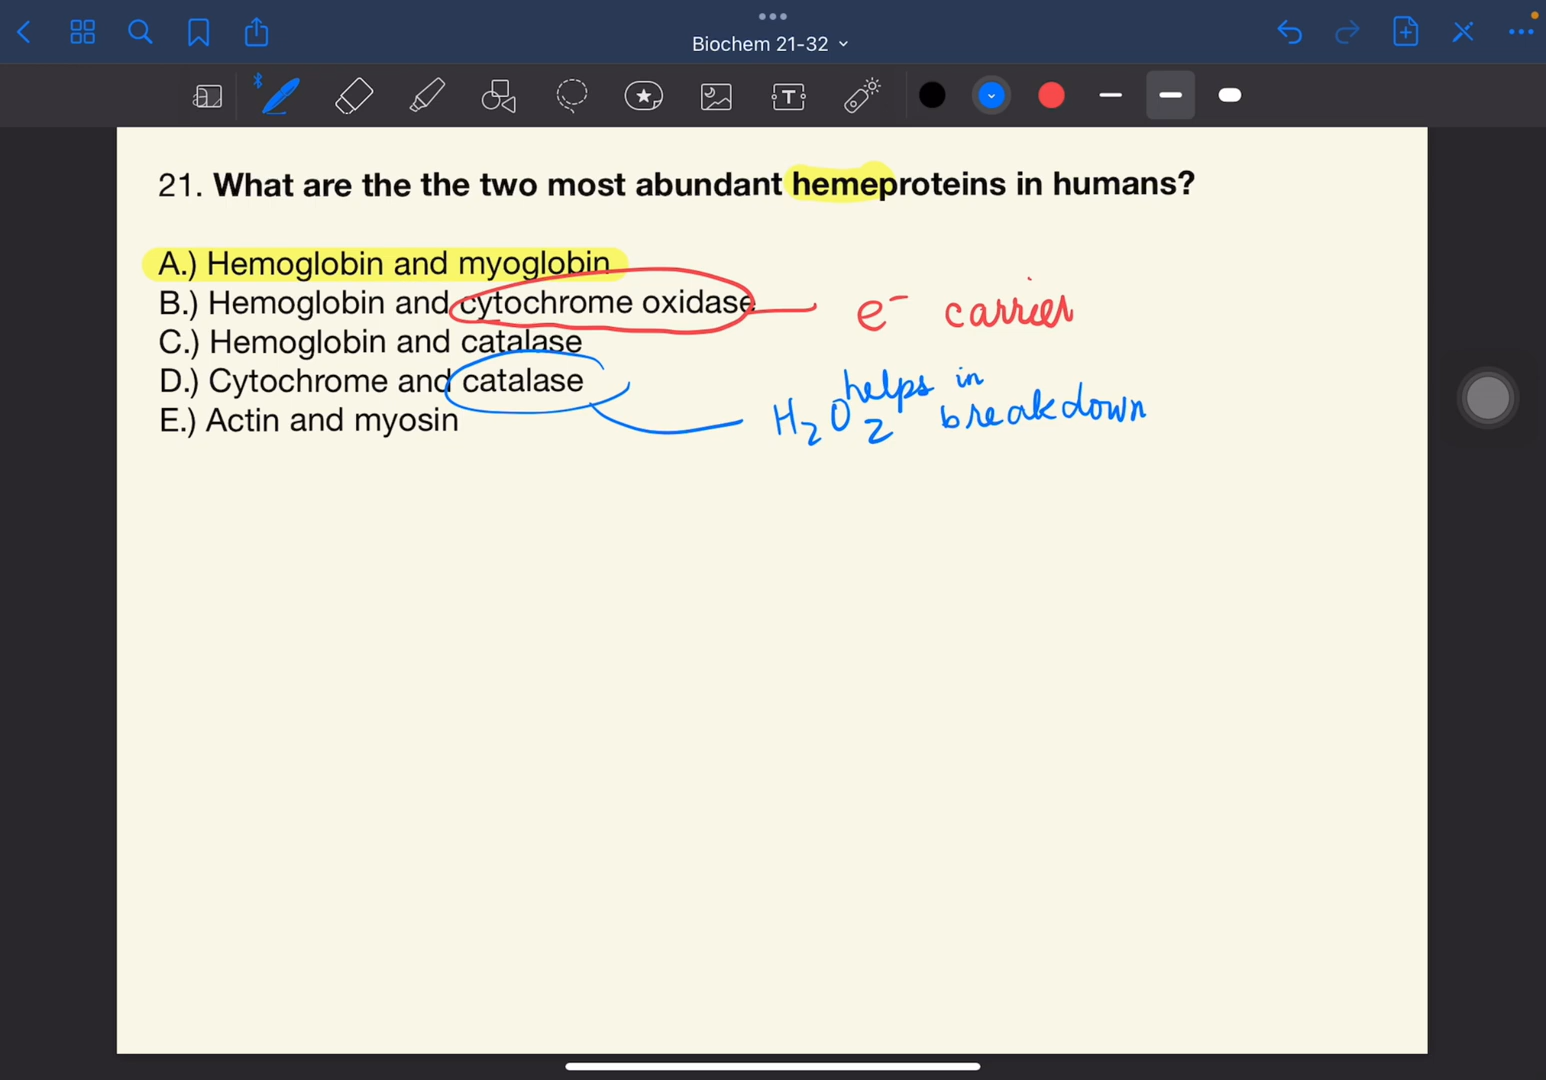 Biochem 21-32
21. What are the the two most abundant hemeproteins in humans?
A.) Hemoglobin and myoglobin
B.) Hemoglobin and cytochrome oxidase
e⁻ carrier
C.) Hemoglobin and catalase
D.) Cytochrome and catalase
helps in
H₂O₂ breakdown
E.) Actin and myosin